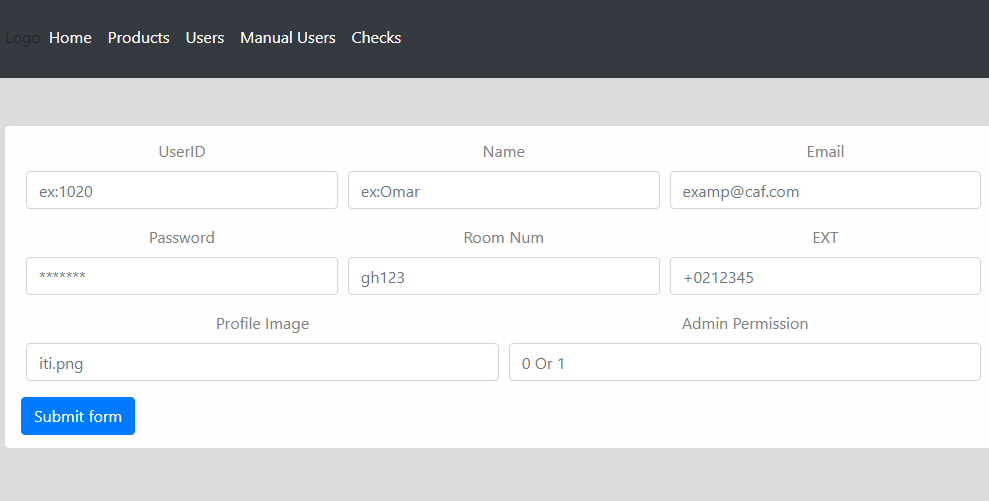 Logo Home Products Users Manual Users Checks
UserID Name Email
ex:1020 ex:Omar examp@caf.com
Password Room Num EXT
******* gh123 +0212345
Profile Image Admin Permission
iti.png 0 Or 1
Submit form